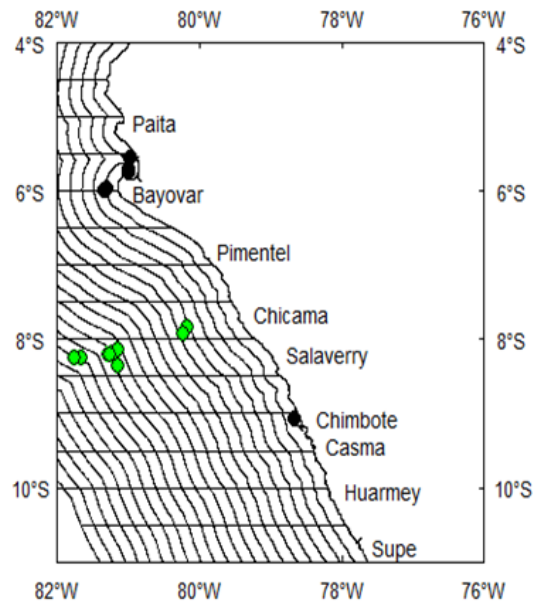 82°W 80°W 78°W 76°W
4°S 4°S
Paita
Bayovar
6°S 6°S
Pimentel
Chicama
8°S 8°S
Salaverry
Chimbote
Casma
10°S 10°S
Huarmey
Supe
82°W 80°W 78°W 76°W